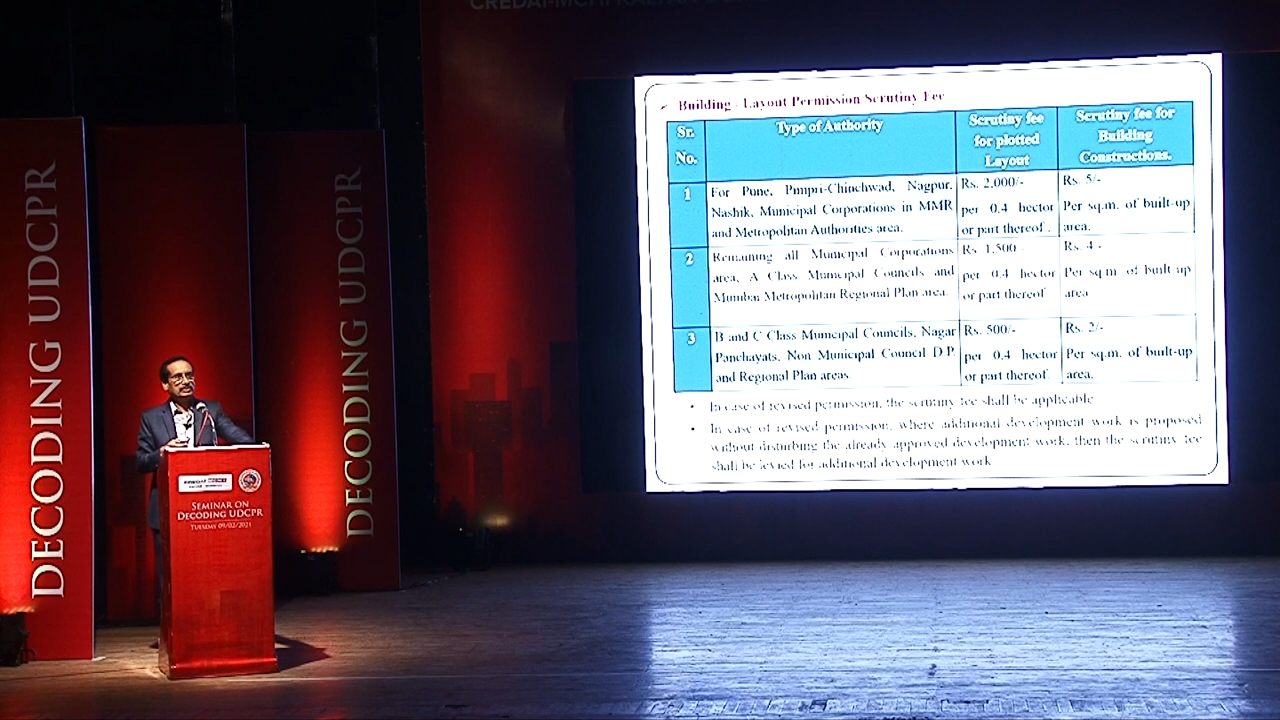 CREDAI-MCHI KALYAN
Building / Layout Permission Scrutiny Fee
Sr. No.
Type of Authority
Scrutiny fee
for plotted
Layout
Scrutiny fee for
Building
Constructions.
1
For Pune, Pimpri-Chinchwad, Nagpur,
Nashik, Municipal Corporations in MMR
and Metropolitan Authorities area.
Rs. 2,000/-
per 0.4 hector
or part thereof .
Rs. 5/-
Per sq.m. of built-up
area.
2
Remaining all Municipal Corporations
area, A Class Municipal Councils and
Mumbai Metropolitan Regional Plan area.
Rs. 1,500
per 0.4 hector
or part thereof
Rs. 4 -
Per sq.m. of built-up
area
3
B and C Class Municipal Councils, Nagar
Panchayats, Non Municipal Council D.P.
and Regional Plan areas.
Rs. 500/-
per 0.4 hector
or part thereof
Rs. 2/-
Per sq.m. of built-up
area.
• In case of revised permission, the scrutiny fee shall be applicable
• In case of revised permission, where additional development work is proposed
without disturbing the already approved development work, then the scrutiny fee
shall be levied for additional development work
DECODING UDCPR
DECODING UDCPR
SEMINAR ON
DECODING UDCPR
TUESDAY 09/02/2021